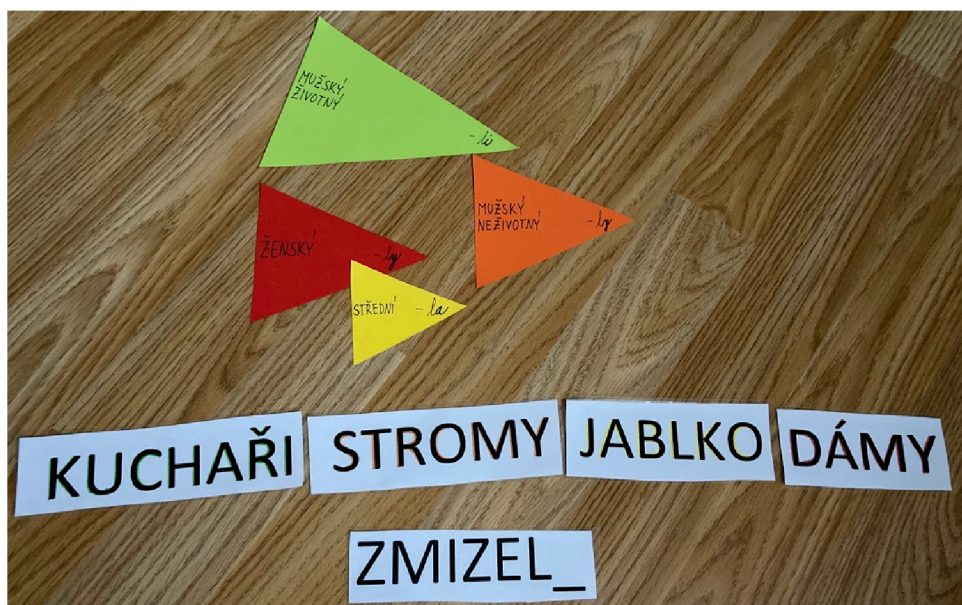 MUŽSKÝ,
ŽIVOTNÝ
-li
MUŽSKÝ
NEŽIVOTNÝ -ly
ŽENSKÝ -ly
STŘEDNÍ -la
KUCHAŘI STROMY JABLKO DÁMY
ZMIZEL_